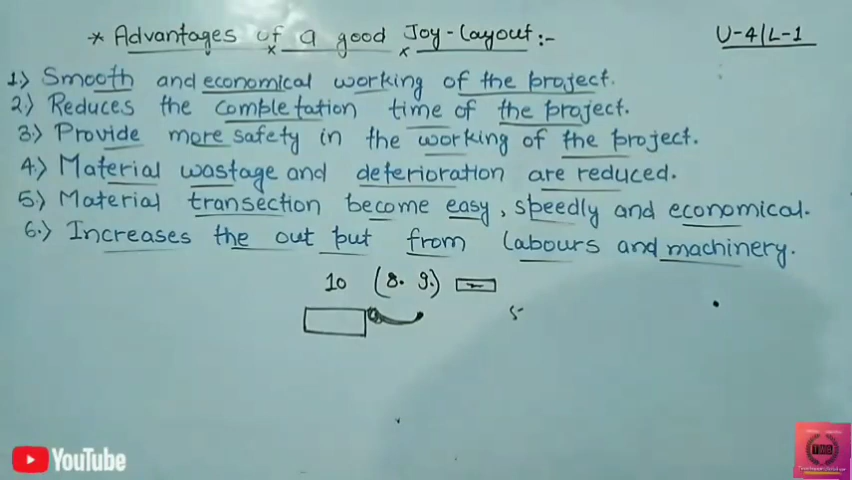 * Advantages of a good Joy-Layout:-
U-4/L-1
1.) Smooth and economical working of the project.
2.) Reduces the completation time of the project.
3.) Provide more safety in the working of the project.
4.) Material wastage and deterioration are reduced.
5.) Material transection become easy, speedly and economical.
6.) Increases the out put from labours and machinery.
10 (8. 9.)
YouTube
TWB